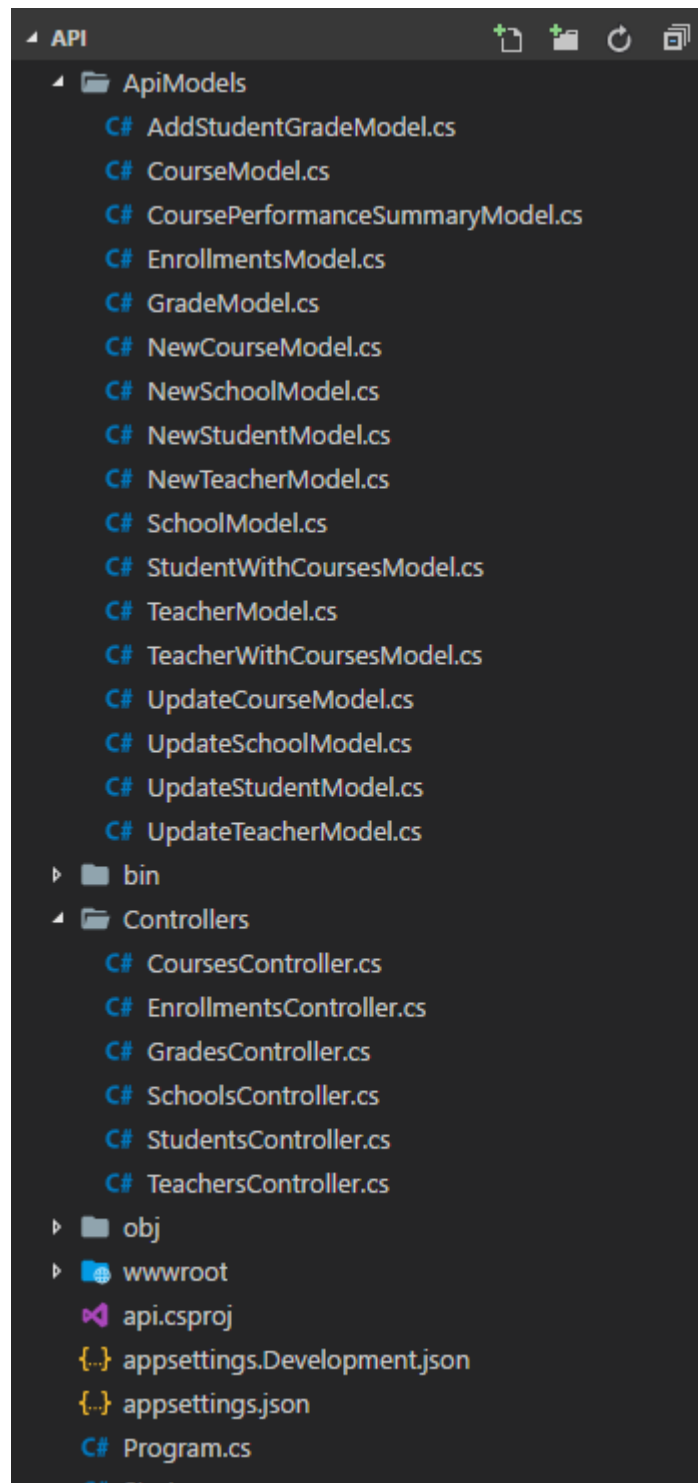 API
ApiModels
C# AddStudentGradeModel.cs
C# CourseModel.cs
C# CoursePerformanceSummaryModel.cs
C# EnrollmentsModel.cs
C# GradeModel.cs
C# NewCourseModel.cs
C# NewSchoolModel.cs
C# NewStudentModel.cs
C# NewTeacherModel.cs
C# SchoolModel.cs
C# StudentWithCoursesModel.cs
C# TeacherModel.cs
C# TeacherWithCoursesModel.cs
C# UpdateCourseModel.cs
C# UpdateSchoolModel.cs
C# UpdateStudentModel.cs
C# UpdateTeacherModel.cs
bin
Controllers
C# CoursesController.cs
C# EnrollmentsController.cs
C# GradesController.cs
C# SchoolsController.cs
C# StudentsController.cs
C# TeachersController.cs
obj
wwwroot
api.csproj
{..} appsettings.Development.json
{..} appsettings.json
C# Program.cs